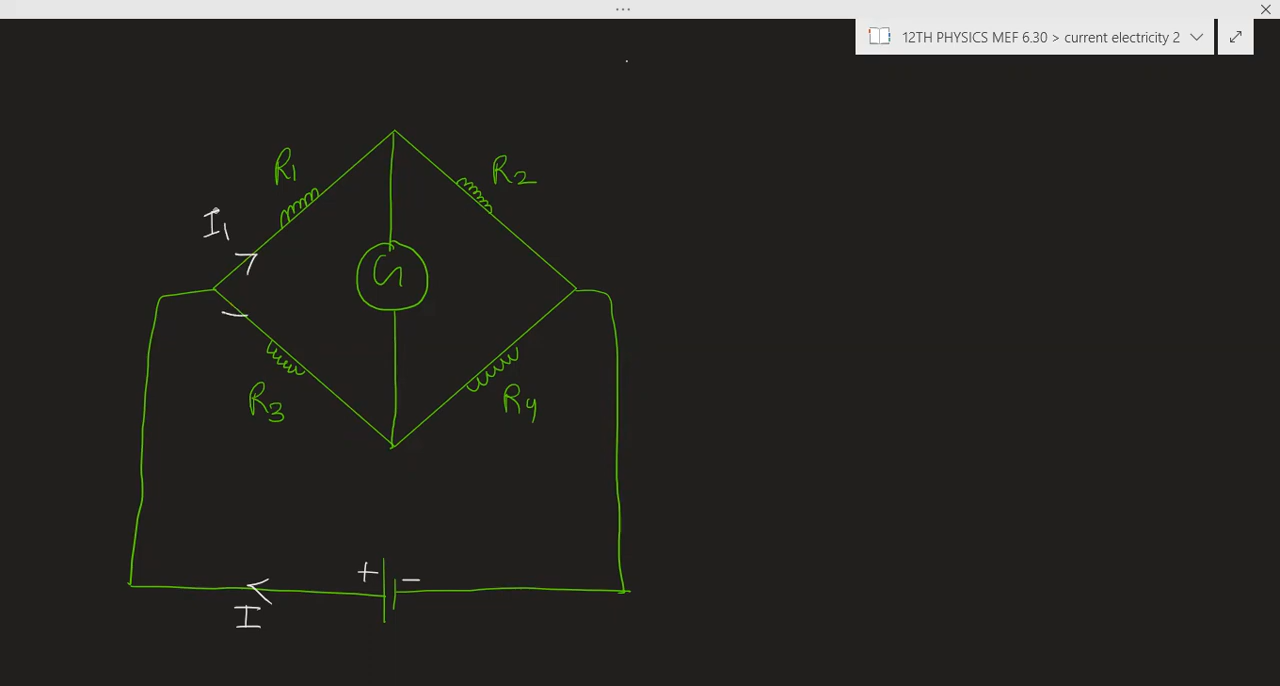 12TH PHYSICS MEF 6.30 > current electricity 2
R1
R2
I1
G
R3
R4
+ -
I